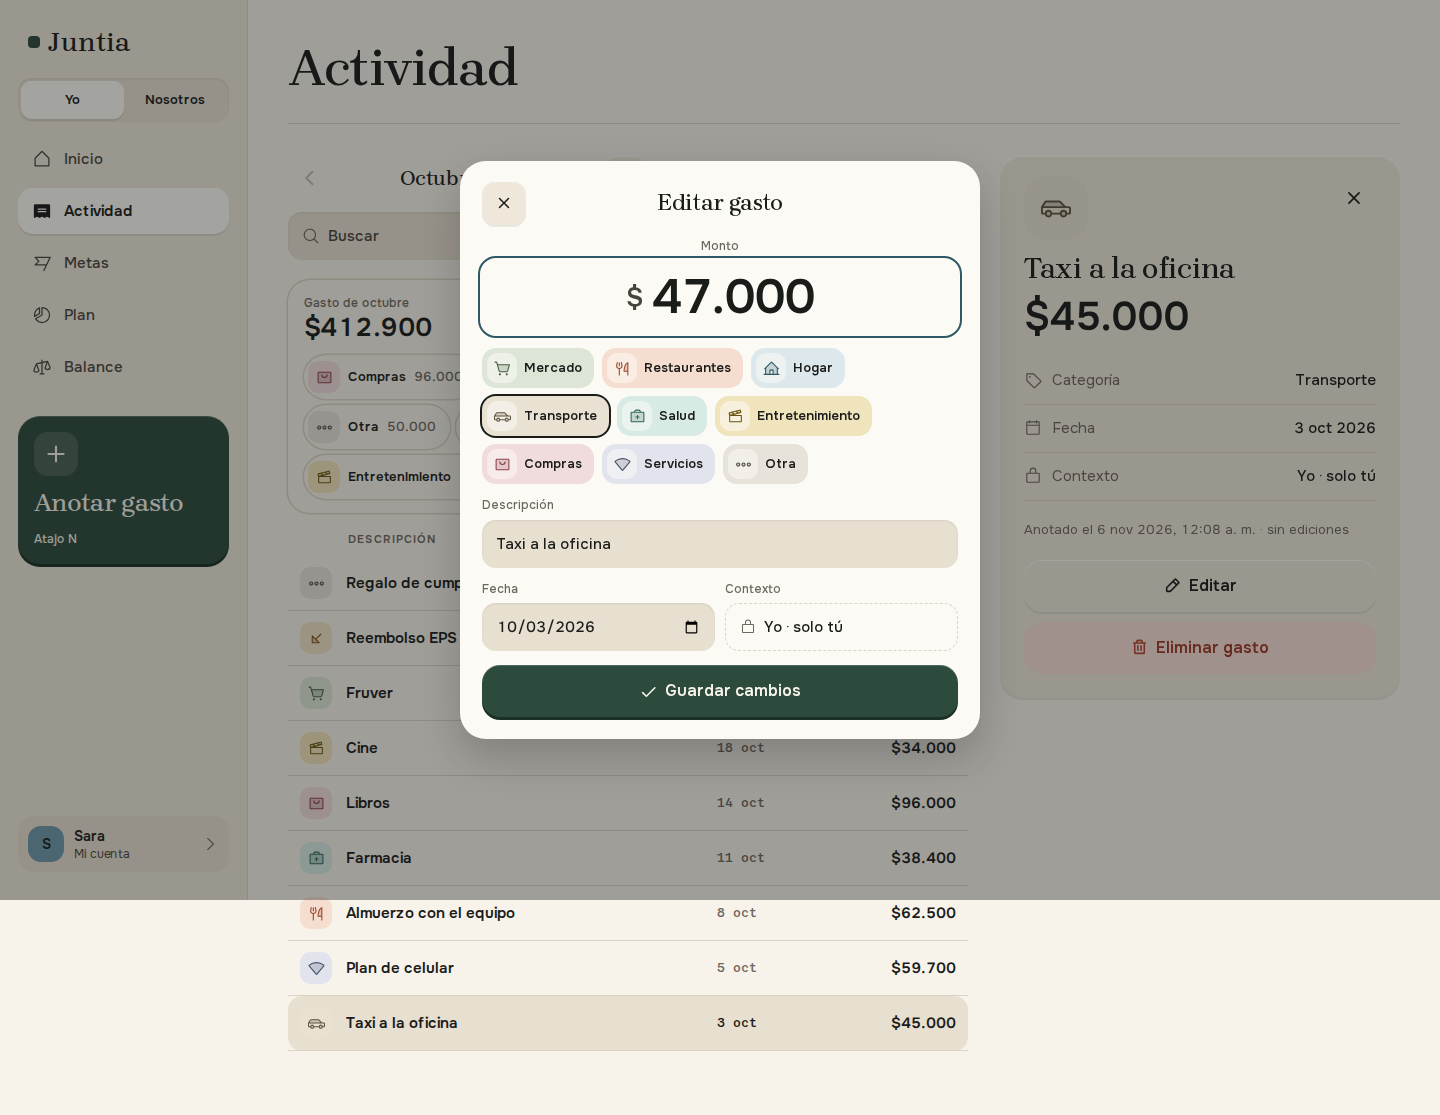 Juntia
Yo
Nosotros
Inicio
Actividad
Metas
Plan
Balance
Anotar gasto
Atajo N
S
Sara
Mi cuenta
Actividad
Buscar
Gasto de octubre
$412.900
Compras 96.000
Otra 50.000
Entretenimiento
DESCRIPCIÓN
Regalo de cump
Reembolso EPS
Fruver
Cine 18 oct $34.000
Libros 14 oct $96.000
Farmacia 11 oct $38.400
Almuerzo con el equipo 8 oct $62.500
Plan de celular 5 oct $59.700
Taxi a la oficina 3 oct $45.000
Editar gasto
Monto
$ 47.000
Mercado Restaurantes Hogar
Transporte Salud Entretenimiento
Compras Servicios Otra
Descripción
Taxi a la oficina
Fecha Contexto
10/03/2026 Yo · solo tú
Guardar cambios
Taxi a la oficina
$45.000
Categoría Transporte
Fecha 3 oct 2026
Contexto Yo · solo tú
Anotado el 6 nov 2026, 12:08 a. m. · sin ediciones
Editar
Eliminar gasto